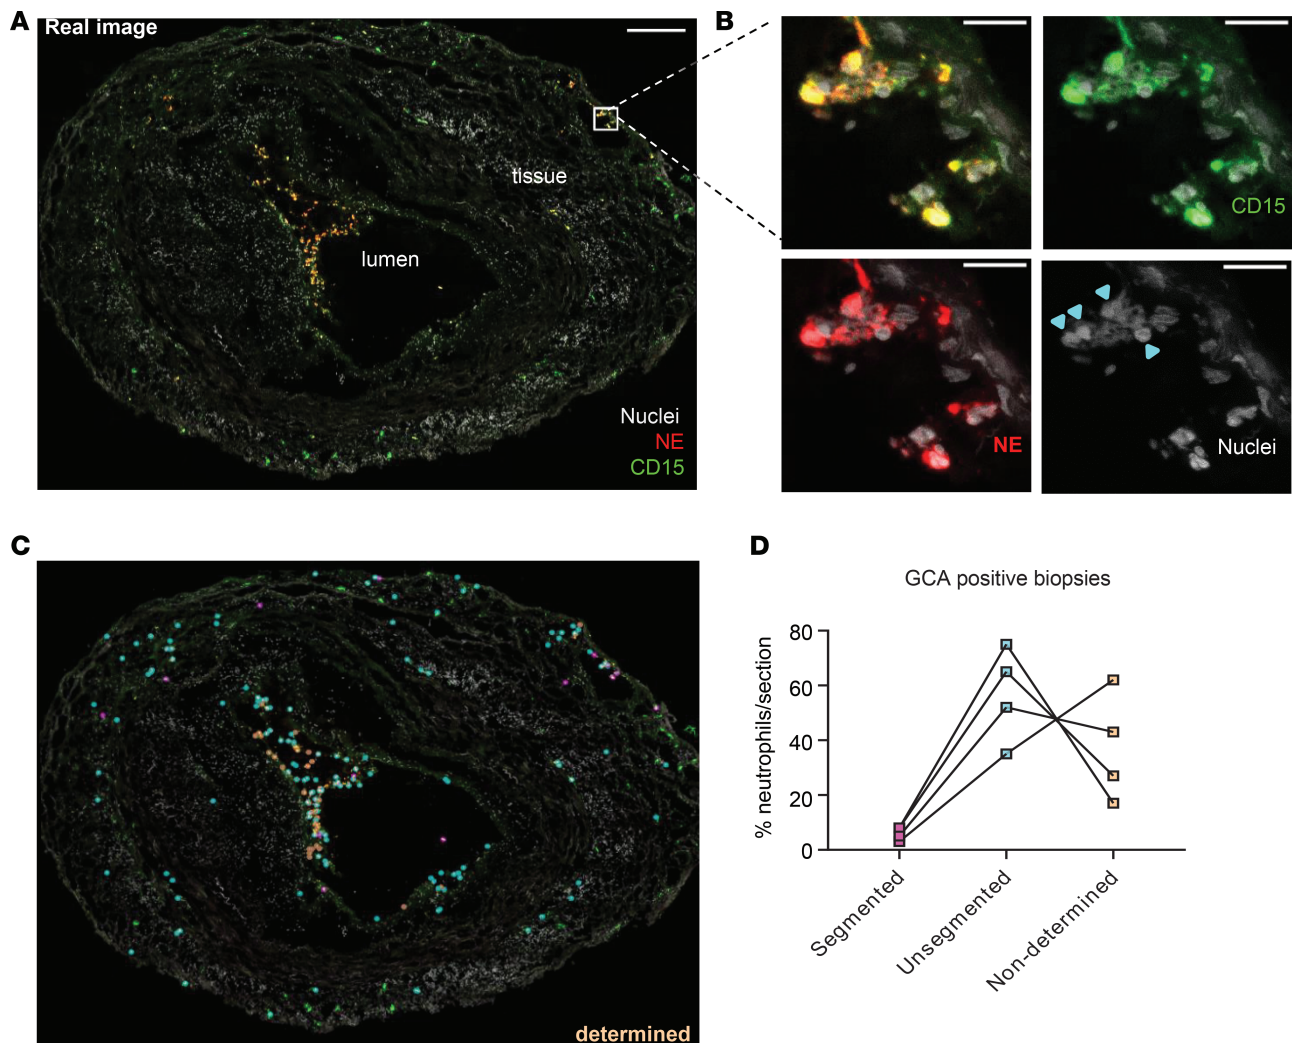 A
Real image
tissue
lumen
Nuclei
NE
CD15
B
CD15
NE
Nuclei
C
determined
D
GCA positive biopsies
% neutrophils/section
80
60
40
20
0
Segmented
Unsegmented
Non-determined